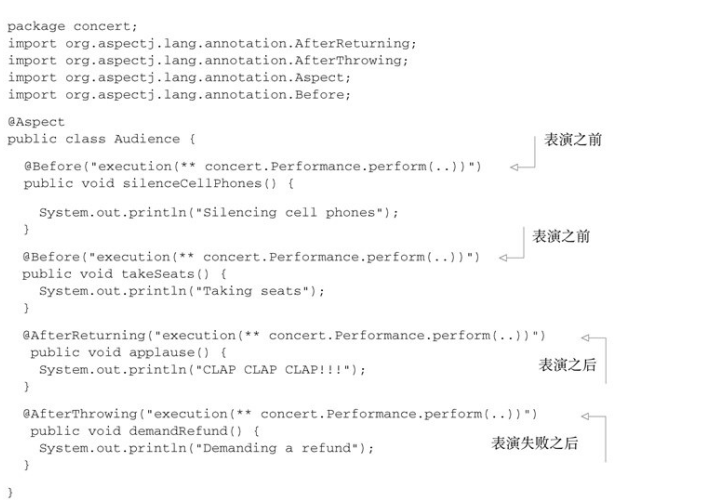 package concert;
import org.aspectj.lang.annotation.AfterReturning;
import org.aspectj.lang.annotation.AfterThrowing;
import org.aspectj.lang.annotation.Aspect;
import org.aspectj.lang.annotation.Before;
@Aspect
public class Audience {
表演之前
@Before("execution(** concert.Performance.perform(..))")
public void silenceCellPhones() {
System.out.println("Silencing cell phones");
}
表演之前
@Before("execution(** concert.Performance.perform(..))")
public void takeSeats() {
System.out.println("Taking seats");
}
@AfterReturning("execution(** concert.Performance.perform(..))")
public void applause() {
表演之后
System.out.println("CLAP CLAP CLAP!!!");
}
@AfterThrowing("execution(** concert.Performance.perform(..))")
public void demandRefund() {
表演失败之后
System.out.println("Demanding a refund");
}
}